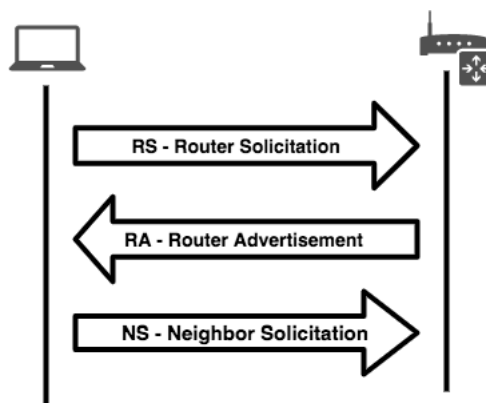 RS - Router Solicitation
RA - Router Advertisement
NS - Neighbor Solicitation